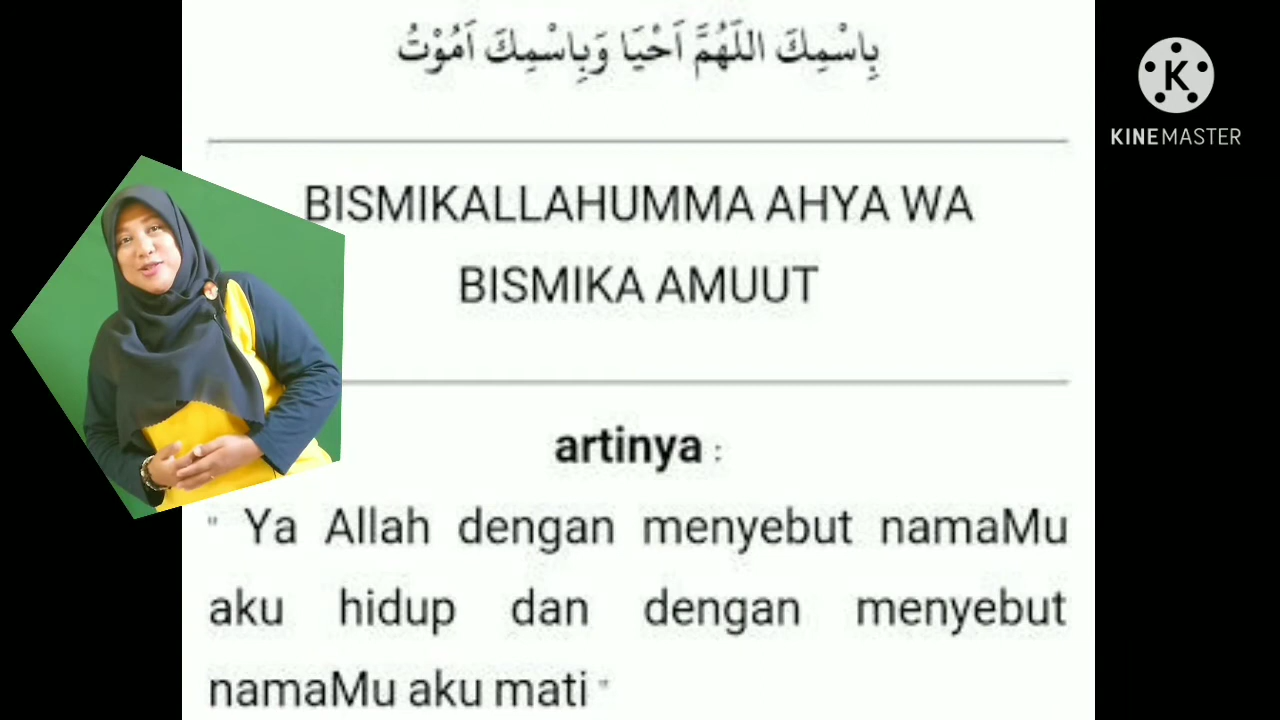 بِاسْمِكَ اللّٰهُمَّ اَحْيَا وَبِاسْمِكَ اَمُوْتُ
BISMIKALLAHUMMA AHYA WA
BISMIKA AMUUT
artinya :
" Ya Allah dengan menyebut namaMu
aku hidup dan dengan menyebut
namaMu aku mati "
K
KINEMASTER